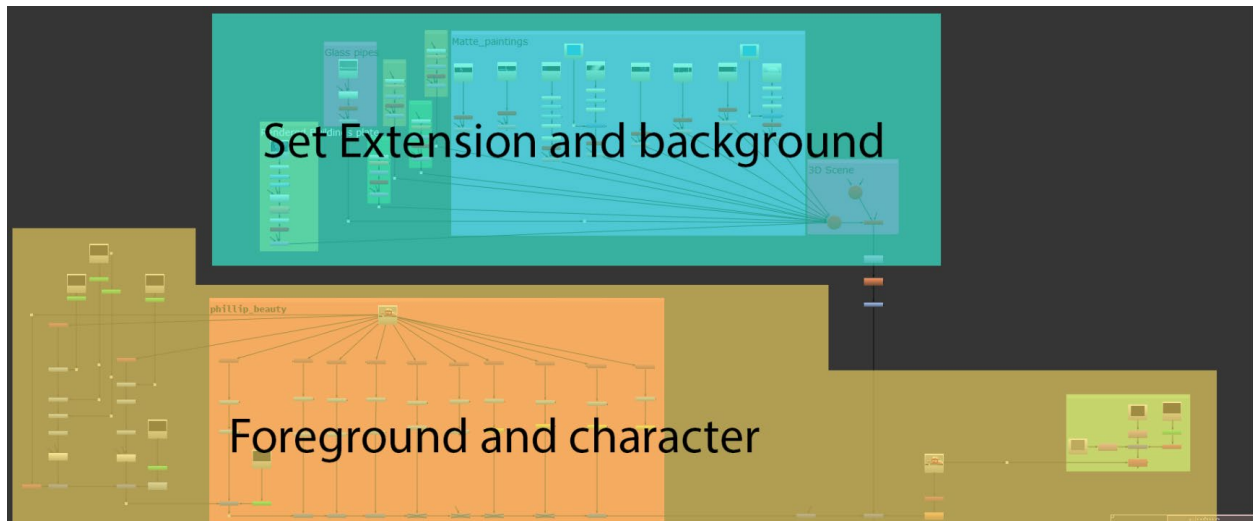 Glass pipes
Matte_paintings
Set Extension and background
3D Scene
phillip_beauty
Foreground and character